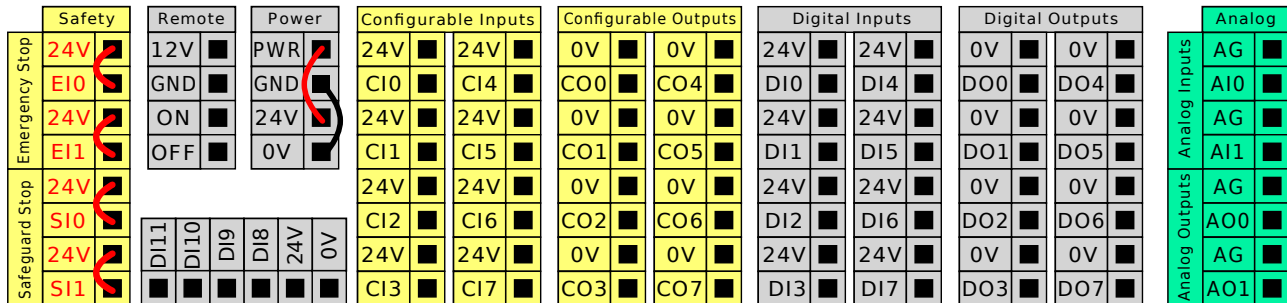 Safety
Emergency Stop
24V
EI0
24V
EI1
Safeguard Stop
24V
SI0
24V
SI1
Remote
12V
GND
ON
OFF
Power
PWR
GND
24V
0V
DI11 DI10 DI9 DI8 24V 0V
Configurable Inputs
24V 24V
CI0 CI4
24V 24V
CI1 CI5
24V 24V
CI2 CI6
24V 24V
CI3 CI7
Configurable Outputs
0V 0V
CO0 CO4
0V 0V
CO1 CO5
0V 0V
CO2 CO6
0V 0V
CO3 CO7
Digital Inputs
24V 24V
DI0 DI4
24V 24V
DI1 DI5
24V 24V
DI2 DI6
24V 24V
DI3 DI7
Digital Outputs
0V 0V
DO0 DO4
0V 0V
DO1 DO5
0V 0V
DO2 DO6
0V 0V
DO3 DO7
Analog
Analog Inputs
AG
AI0
AG
AI1
Analog Outputs
AG
AO0
AG
AO1